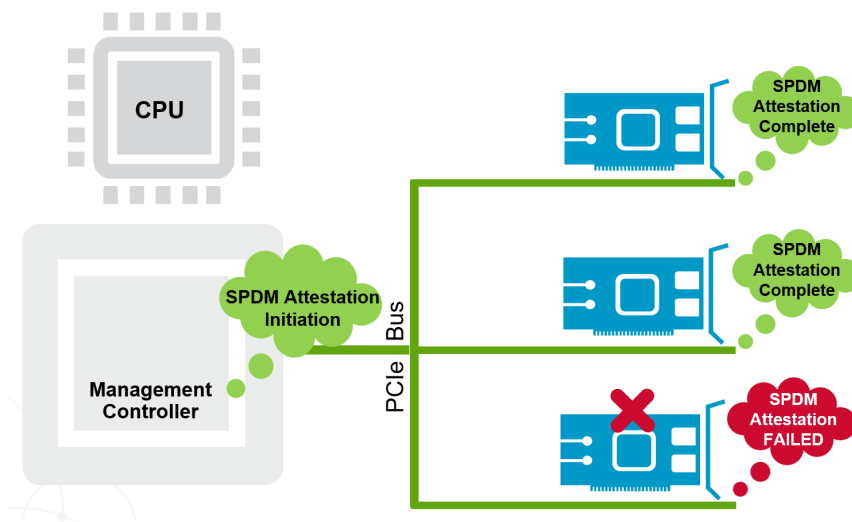 CPU
SPDM
Attestation
Complete
SPDM Attestation
Initiation
SPDM
Attestation
Complete
PCIe Bus
Management
Controller
SPDM
Attestation
FAILED